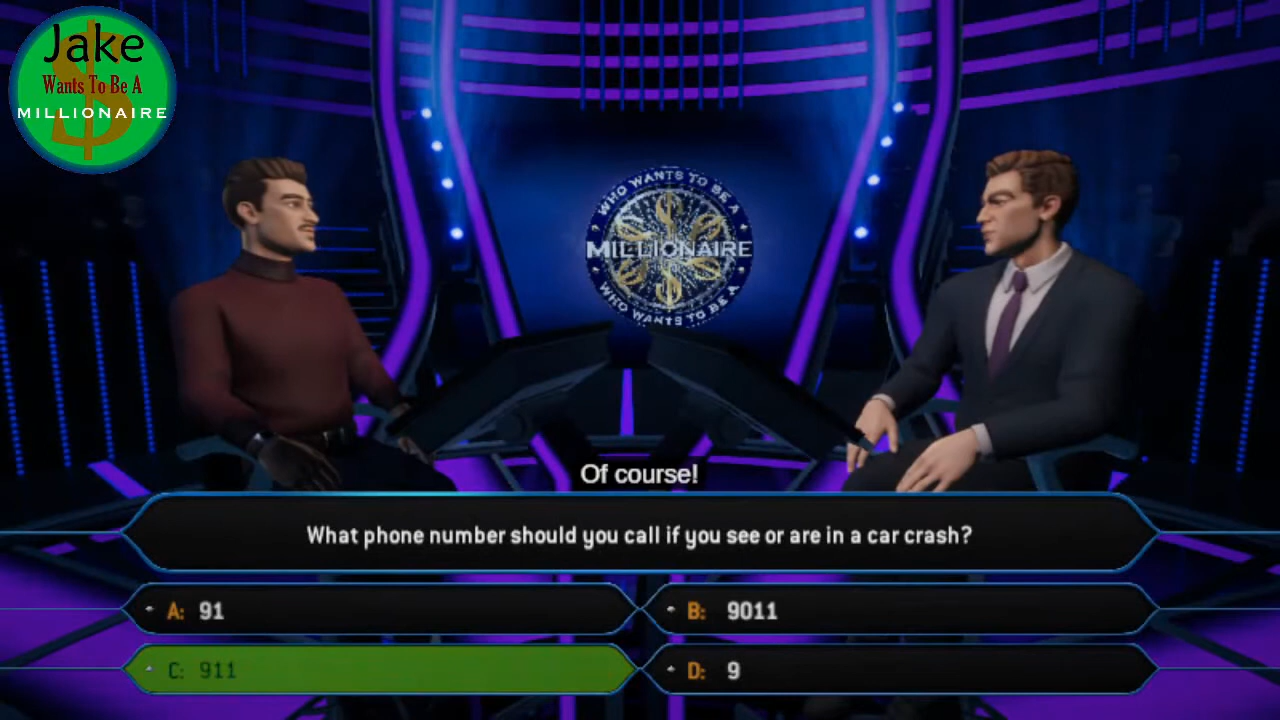 Jake
Wants To Be A
MILLIONAIRE
WHO WANTS TO BE A
MILLIONAIRE
WHO WANTS TO BE A
Of course!
What phone number should you call if you see or are in a car crash?
A: 91
B: 9011
C: 911
D: 9